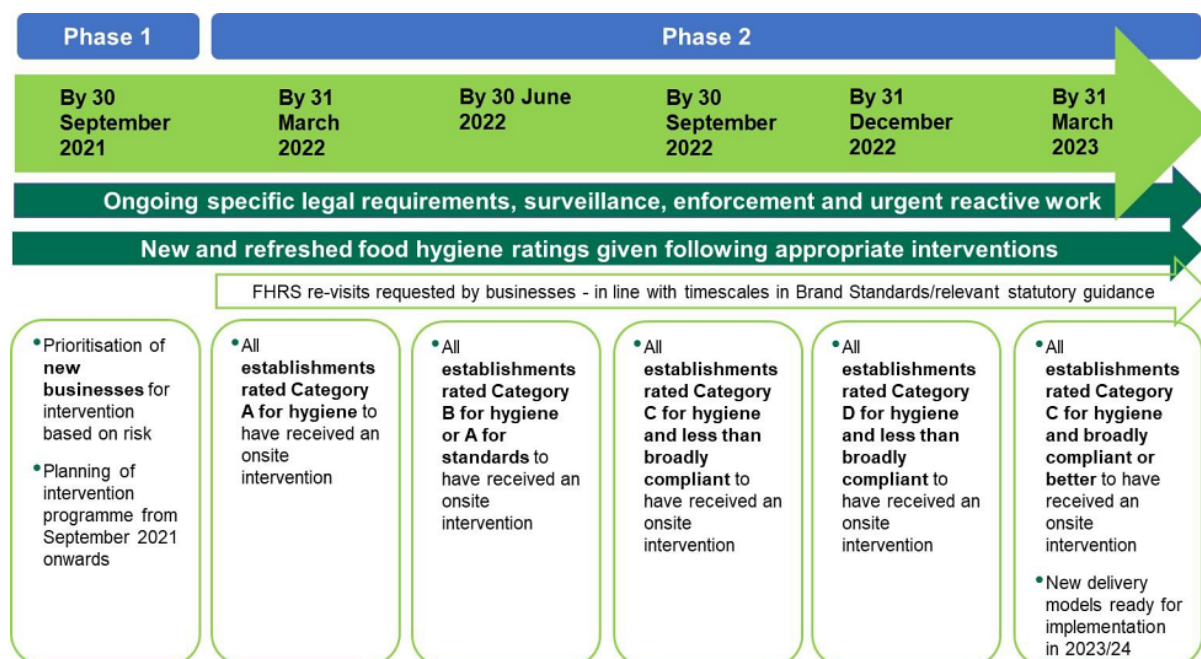 Phase 1
Phase 2
By 30
September
2021
By 31
March
2022
By 30 June
2022
By 30
September
2022
By 31
December
2022
By 31
March
2023
Ongoing specific legal requirements, surveillance, enforcement and urgent reactive work
New and refreshed food hygiene ratings given following appropriate interventions
FHRS re-visits requested by businesses - in line with timescales in Brand Standards/relevant statutory guidance
•Prioritisation of
new
businesses for
intervention
based on risk
•Planning of
intervention
programme from
September 2021
onwards
•All
establishments
rated Category
A for hygiene to
have received an
onsite
intervention
•All
establishments
rated Category
B for hygiene
or A for
standards to
have received an
onsite
intervention
•All
establishments
rated Category
C for hygiene
and less than
broadly
compliant to
have received an
onsite
intervention
•All
establishments
rated Category
D for hygiene
and less than
broadly
compliant to
have received an
onsite
intervention
•All
establishments
rated Category
C for hygiene
and broadly
compliant or
better to have
received an
onsite
intervention
•New delivery
models ready for
implementation
in 2023/24